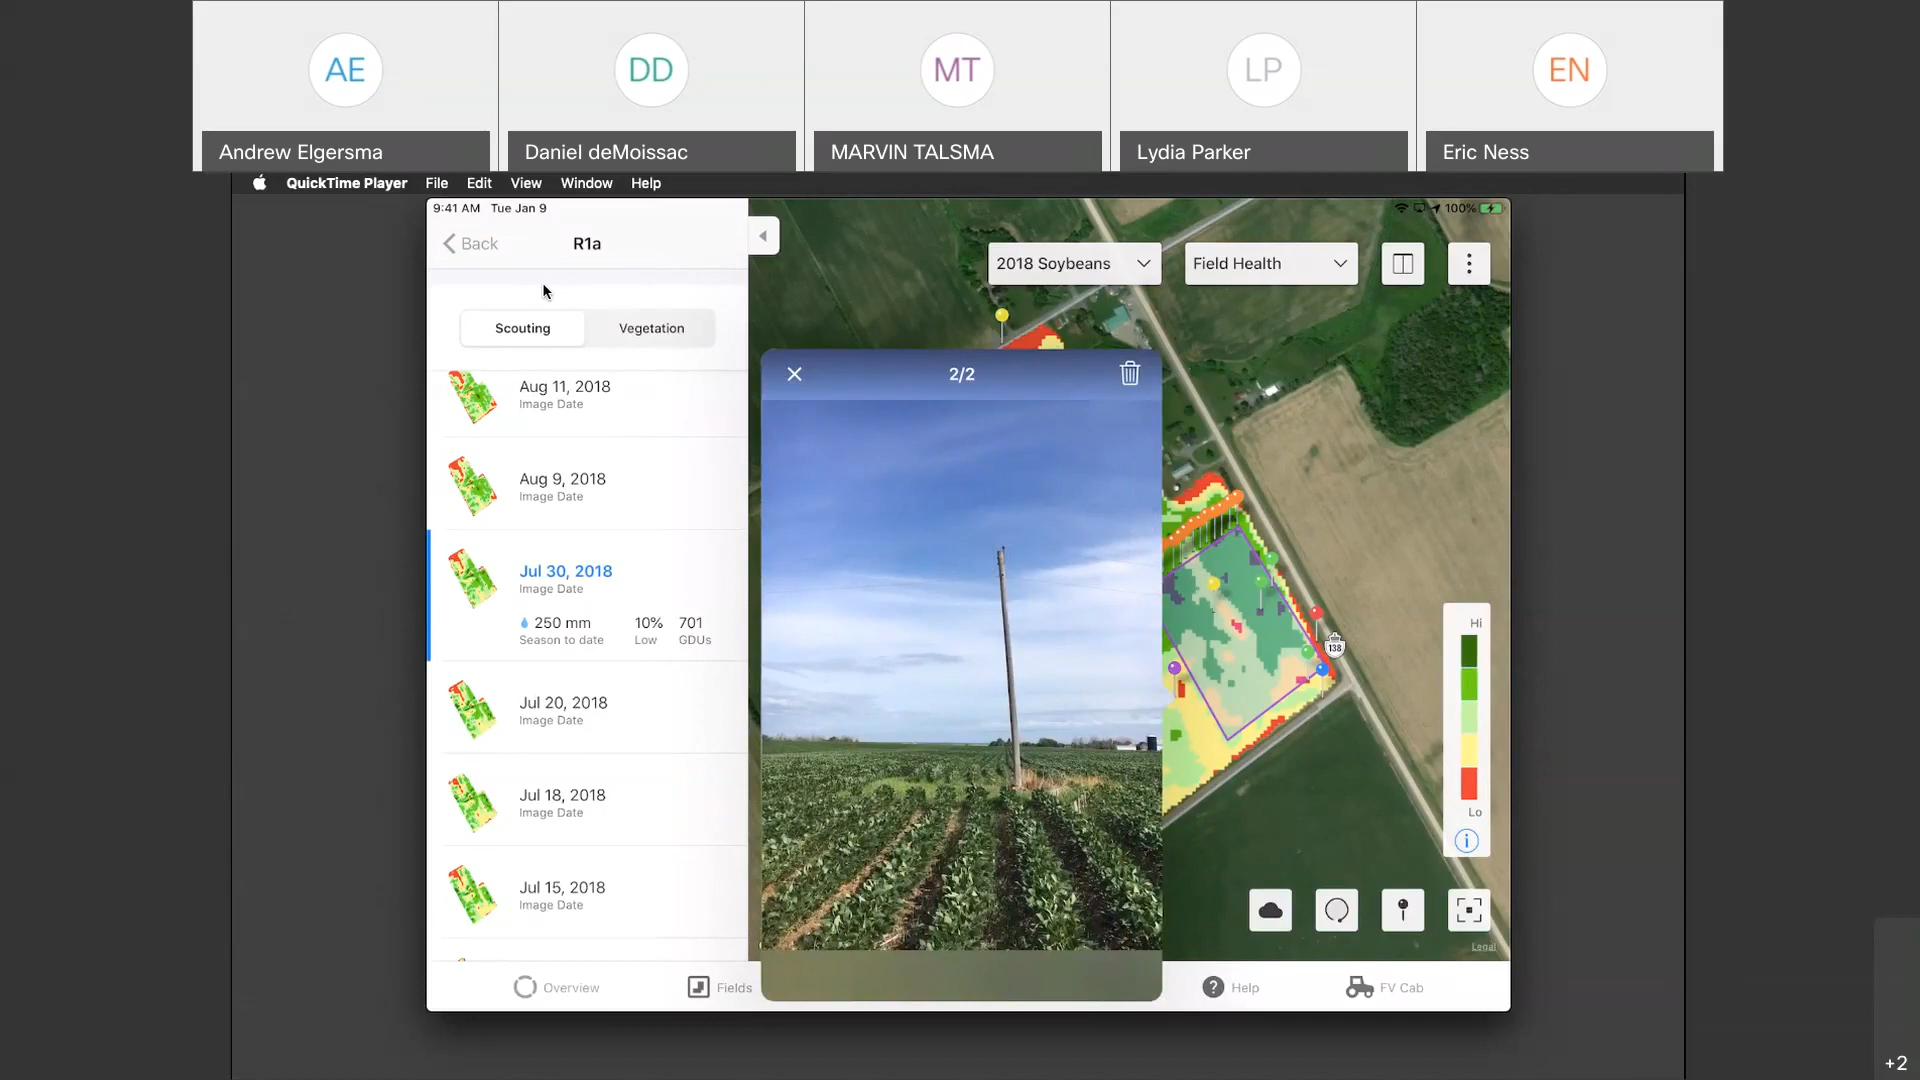 AE
DD
MT
LP
EN
Andrew Elgersma
Daniel deMoissac
MARVIN TALSMA
Lydia Parker
Eric Ness
QuickTime Player File Edit View Window Help
9:41 AM Tue Jan 9
100%
Back
R1a
2018 Soybeans
Field Health
Scouting
Vegetation
2/2
Aug 11, 2018
Image Date
Aug 9, 2018
Image Date
Jul 30, 2018
Image Date
250 mm 10% 701
Season to date Low GDUs
Jul 20, 2018
Image Date
Jul 18, 2018
Image Date
Jul 15, 2018
Image Date
138
Hi
Lo
Legal
Overview
Fields
Help
FV Cab
+2